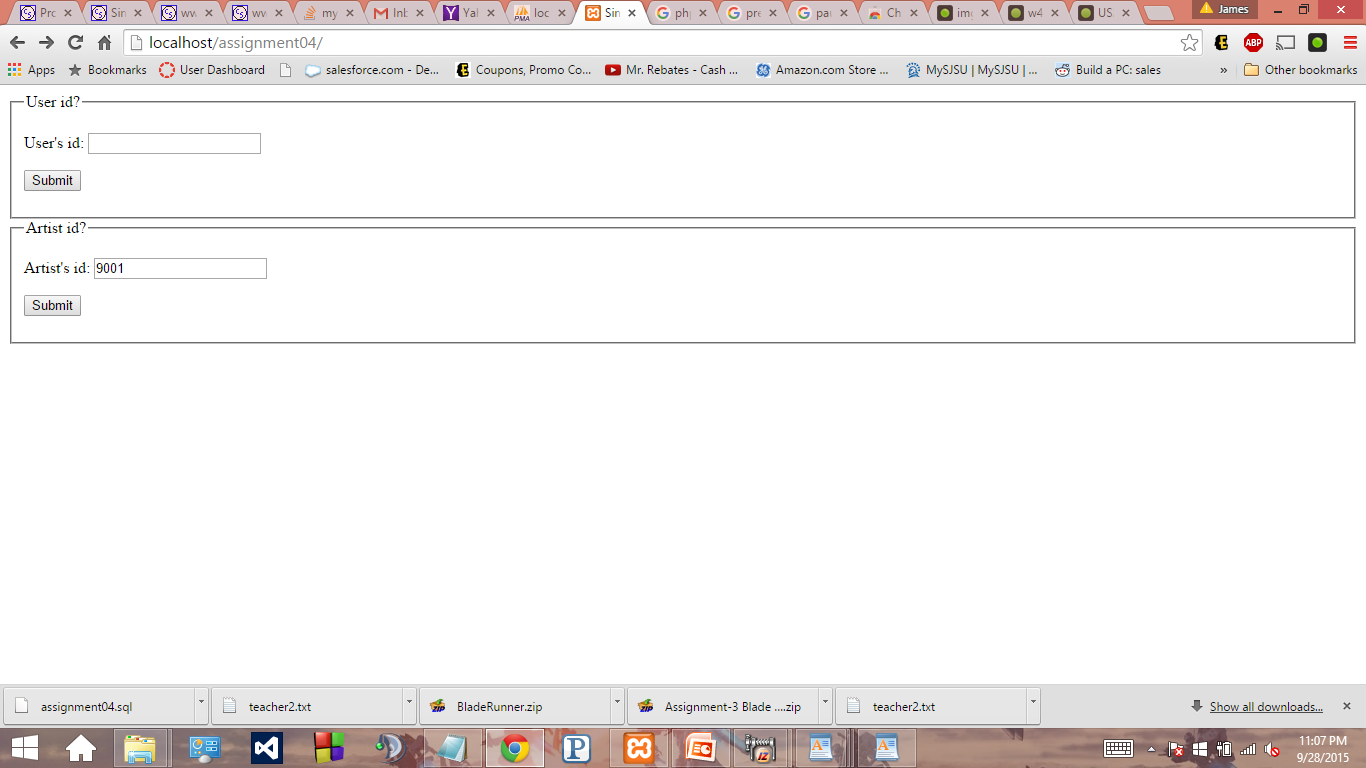 Pro Sin ww ww my Inb Yal loc Sin ph pre pa Ch im w4 US. James
localhost/assignment04/
Apps Bookmarks User Dashboard salesforce.com - De... Coupons, Promo Co... Mr. Rebates - Cash ... Amazon.com Store ... MySJSU | MySJSU | ... Build a PC: sales » Other bookmarks
User id?
User's id:
Submit
Artist id?
Artist's id: 9001
Submit
assignment04.sql teacher2.txt BladeRunner.zip Assignment-3 Blade ....zip teacher2.txt Show all downloads...
11:07 PM
9/28/2015